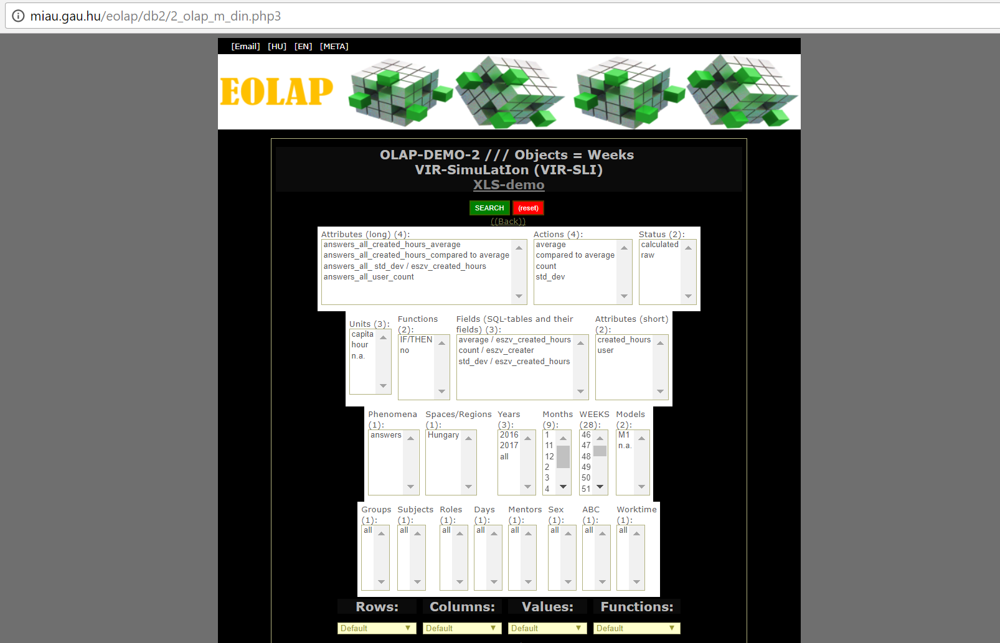 miau.gau.hu/eolap/db2/2_olap_m_din.php3
[Email] [HU] [EN] [META]
EOLAP
OLAP-DEMO-2 /// Objects = Weeks
VIR-SimuLatIon (VIR-SLI)
XLS-demo
SEARCH (reset)
((Back))
Attributes (long) (4):
answers_all_created_hours_average
answers_all_created_hours_compared to average
answers_all_ std_dev / eszv_created_hours
answers_all_user_count
Actions (4):
average
compared to average
count
std_dev
Status (2):
calculated
raw
Units (3):
capita
hour
n.a.
Functions
(2):
IF/THEN
no
Fields (SQL-tables and their
fields) (3):
average / eszv_created_hours
count / eszv_creater
std_dev / eszv_created_hours
Attributes (short)
(2):
created_hours
user
Phenomena
(1):
answers
Spaces/Regions
(1):
Hungary
Years
(3):
2016
2017
all
Months
(9):
1
11
12
2
3
4
WEEKS
(28):
46
47
48
49
50
51
Models
(2):
M1
n.a.
Groups
(1):
all
Subjects
(1):
all
Roles
(1):
all
Days
(1):
all
Mentors
(1):
all
Sex
(1):
all
ABC
(1):
all
Worktime
(1):
all
Rows: Columns: Values: Functions:
Default Default Default Default